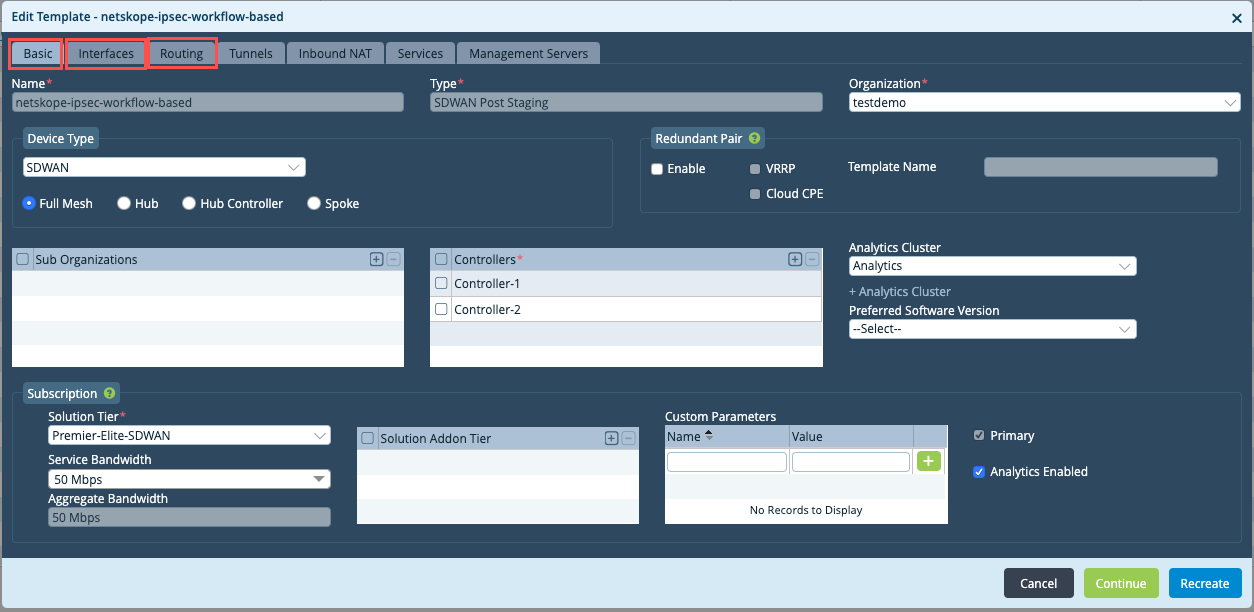 Edit Template - netskope-ipsec-workflow-based
Basic Interfaces Routing Tunnels Inbound NAT Services Management Servers
Name* Type* Organization*
netskope-ipsec-workflow-based SDWAN Post Staging testdemo
Device Type
SDWAN
Full Mesh Hub Hub Controller Spoke
Redundant Pair ?
Enable VRRP Template Name
Cloud CPE
Sub Organizations
Controllers*
Controller-1
Controller-2
Analytics Cluster
Analytics
+ Analytics Cluster
Preferred Software Version
--Select--
Subscription ?
Solution Tier*
Premier-Elite-SDWAN
Service Bandwidth
50 Mbps
Aggregate Bandwidth
50 Mbps
Solution Addon Tier
Custom Parameters
Name Value
No Records to Display
Primary
Analytics Enabled
Cancel Continue Recreate